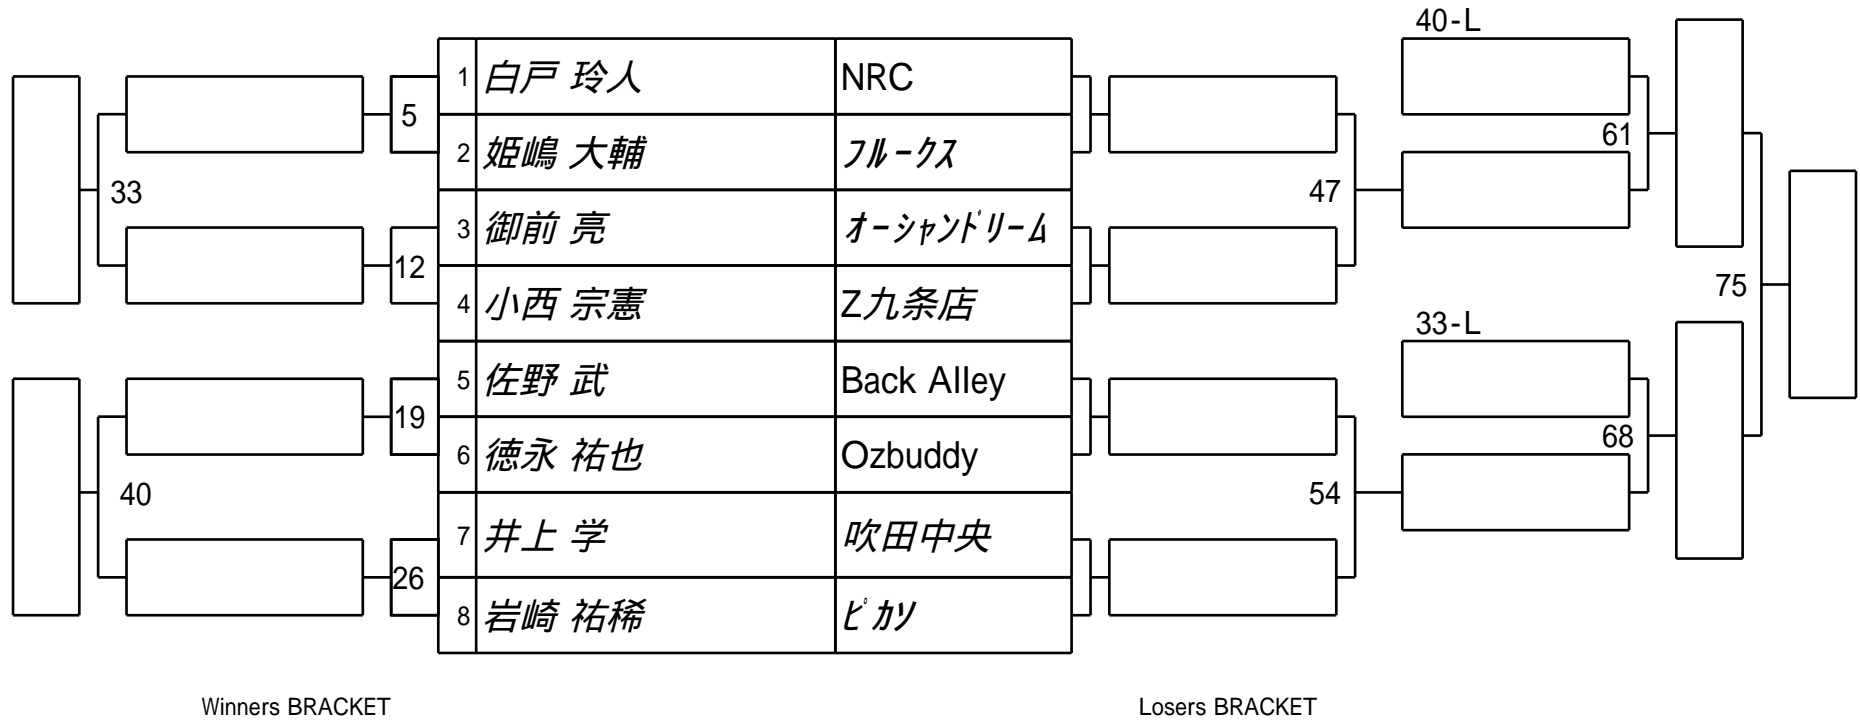 40-L
1 白戸 玲人 NRC
5
61
2 姫嶋 大輔 フルークス
33
47
3 御前 亮 オーシャンドリーム
12
4 小西 宗憲 Z九条店
75
33-L
5 佐野 武 Back Alley
19
68
6 徳永 祐也 Ozbuddy
40
54
7 井上 学 吹田中央
26
8 岩崎 祐稀 ピカソ
Winners BRACKET
Losers BRACKET